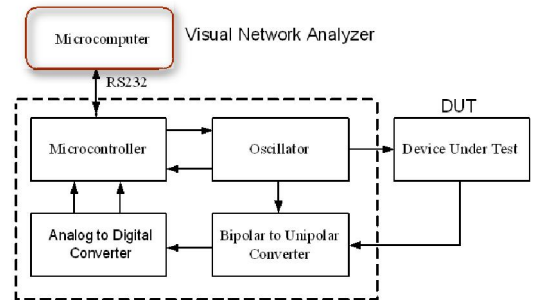 Microcomputer
Visual Network Analyzer
RS232
DUT
Microcontroller
Oscillator
Device Under Test
Analog to Digital
Converter
Bipolar to Unipolar
Converter